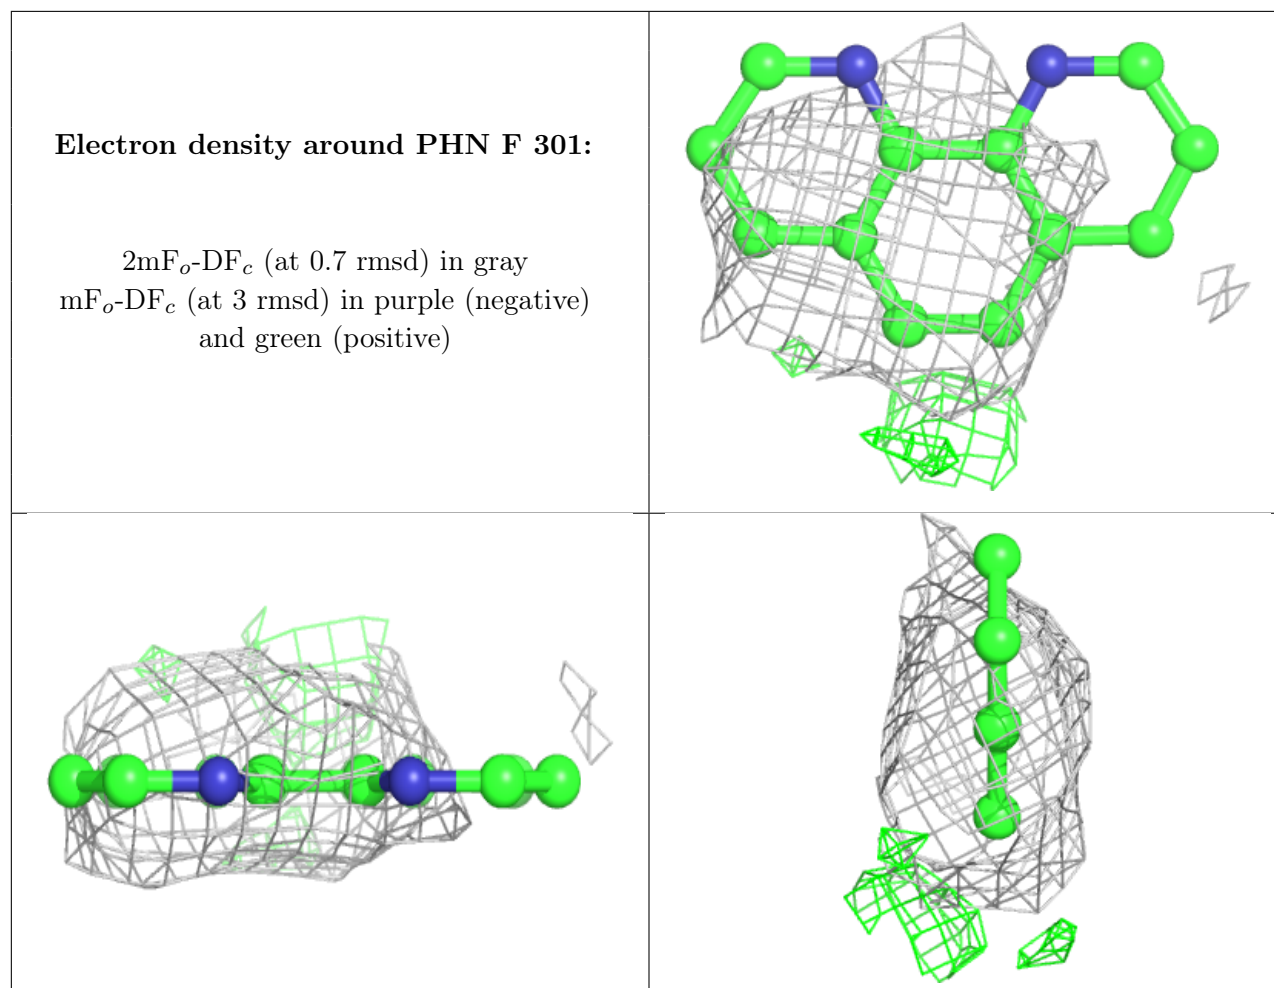 Electron density around PHN F 301:
2mFo-DFc (at 0.7 rmsd) in gray
mFo-DFc (at 3 rmsd) in purple (negative)
and green (positive)